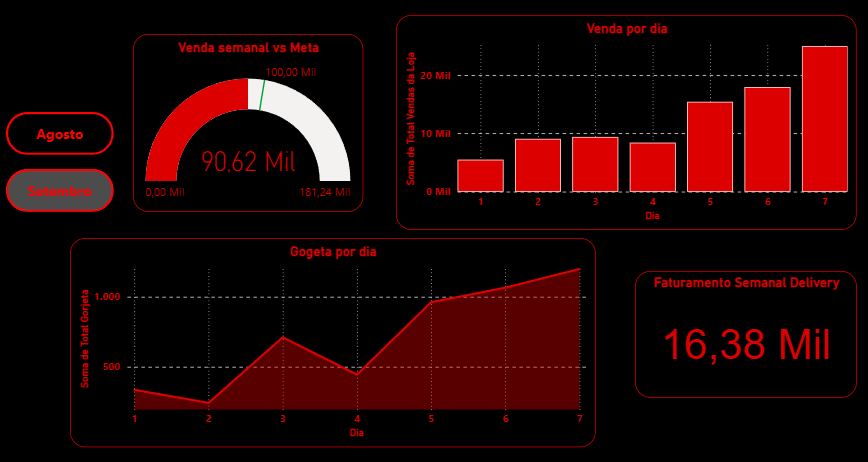 Venda semanal vs Meta
100,00 Mil
90.62 Mil
0,00 Mil
181,24 Mil
Agosto
Setembro
Venda por dia
Soma de Total Vendas da Loja
20 Mil
10 Mil
0 Mil
1 2 3 4 5 6 7
Dia
Gogeta por dia
Soma de Total Gorjeta
1.000
500
1 2 3 4 5 6 7
Dia
Faturamento Semanal Delivery
16,38 Mil